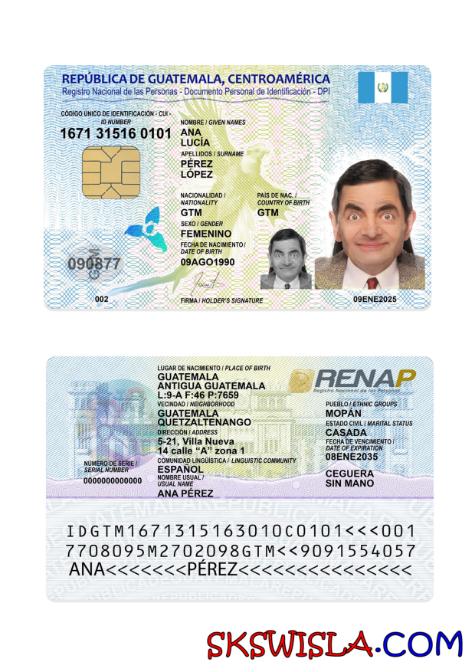 REPÚBLICA DE GUATEMALA, CENTROAMÉRICA
Registro Nacional de las Personas - Documento Personal de Identificación - DPI
CÓDIGO ÚNICO DE IDENTIFICACIÓN - CUI -
ID NUMBER
1671 31516 0101
NOMBRE / GIVEN NAMES
ANA
LUCÍA
APELLIDOS / SURNAME
PÉREZ
LÓPEZ
NACIONALIDAD /
NATIONALITY
GTM
PAÍS DE NAC. /
COUNTRY OF BIRTH
GTM
SEXO / GENDER
FEMENINO
FECHA DE NACIMIENTO /
DATE OF BIRTH
09AGO1990
090877
002
FIRMA / HOLDER'S SIGNATURE
09ENE2025
LUGAR DE NACIMIENTO / PLACE OF BIRTH
GUATEMALA
ANTIGUA GUATEMALA
L:9-A F:46 P:7659
VECINDAD / NEIGHBORHOOD
GUATEMALA
QUETZALTENANGO
DIRECCIÓN / ADDRESS
5-21, Villa Nueva
14 calle "A" zona 1
COMUNIDAD LINGÜÍSTICA / LINGUISTIC COMMUNITY
ESPAÑOL
NOMBRE USUAL /
USUAL NAME
ANA PÉREZ
NÚMERO DE SERIE /
SERIAL NUMBER
0000000000000
RENAP
Registro Nacional de las Personas
PUEBLO / ETHNIC GROUPS
MOPÁN
ESTADO CIVIL / MARITAL STATUS
CASADA
FECHA DE VENCIMIENTO /
DATE OF EXPIRATION
08ENE2035
CEGUERA
SIN MANO
IDGTM1671315163010C0101<<<001
7708095M2702098GTM<<9091554057
ANA<<<<<<<PÉREZ<<<<<<<<<<<<<<<
SKSWISLA.COM